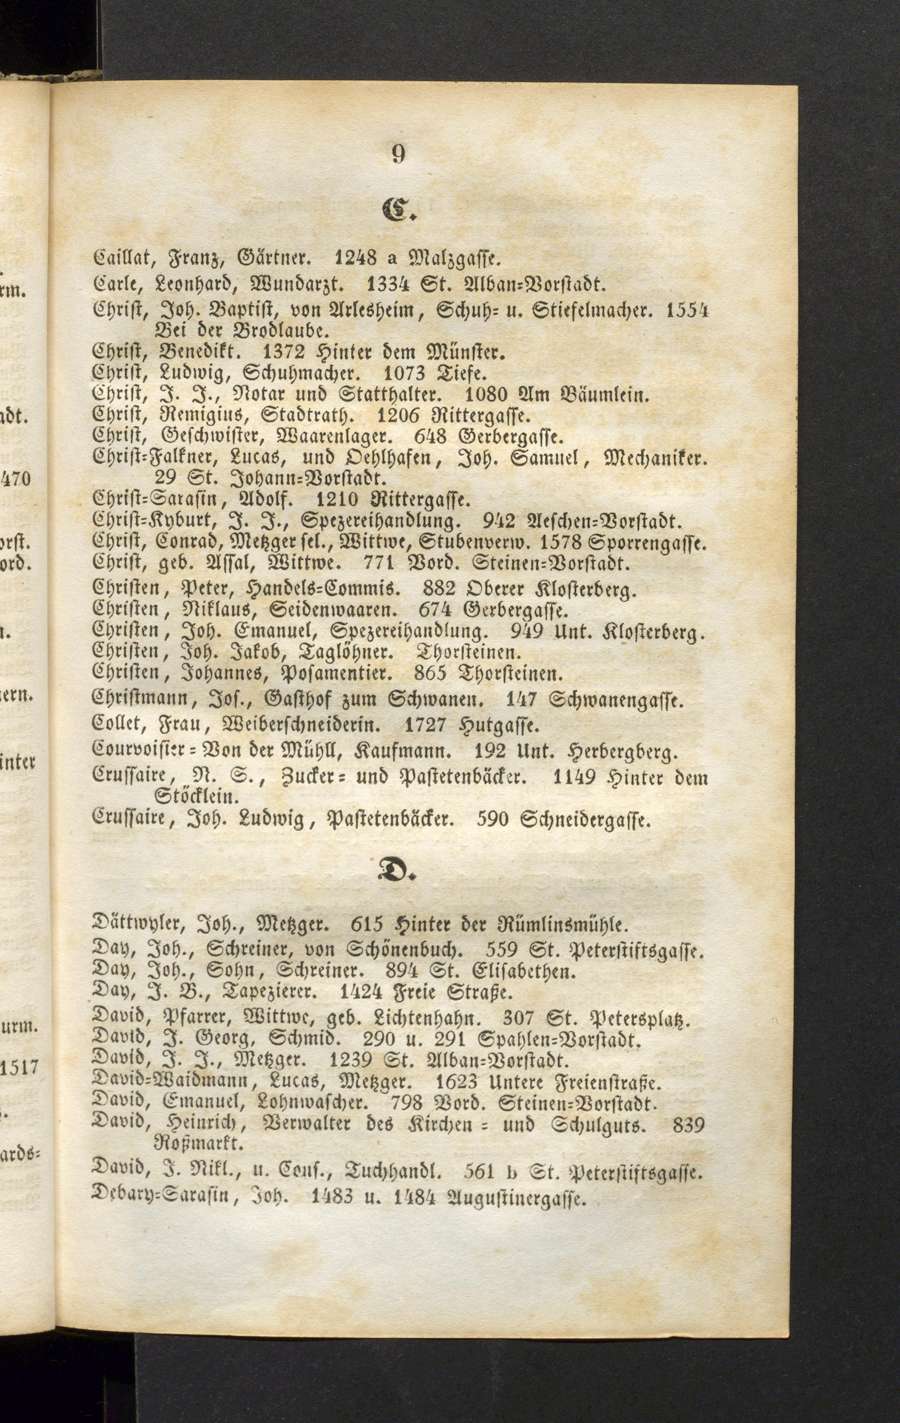 9
C.
Caillat, Franz, Gärtner. 1248 a Malzgasse.
Carle, Leonhard, Wundarzt. 1334 St. Alban-Vorstadt.
Christ, Joh. Baptist, von Arlesheim, Schuh- u. Stiefelmacher. 1554
Bei der Brodlaube.
Christ, Benedikt. 1372 Hinter dem Münster.
Christ, Ludwig, Schuhmacher. 1073 Tiefe.
Christ, J. J., Notar und Statthalter. 1080 Am Bäumlein.
Christ, Remigius, Stadtrath. 1206 Rittergasse.
Christ, Geschwister, Waarenlager. 648 Gerbergasse.
Christ-Falkner, Lucas, und Oehlhafen, Joh. Samuel, Mechaniker.
29 St. Johann-Vorstadt.
Christ-Sarasin, Adolf. 1210 Rittergasse.
Christ-Kyburt, J. J., Spezereihandlung. 942 Aeschen-Vorstadt.
Christ, Conrad, Metzger sel., Wittwe, Stubenverw. 1578 Sporrengasse.
Christ, geb. Assal, Wittwe. 771 Vord. Steinen-Vorstadt.
Christen, Peter, Handels-Commis. 882 Oberer Klosterberg.
Christen, Niklaus, Seidenwaaren. 674 Gerbergasse.
Christen, Joh. Emanuel, Spezereihandlung. 949 Unt. Klosterberg.
Christen, Joh. Jakob, Taglöhner. Thorsteinen.
Christen, Johannes, Posamentier. 865 Thorsteinen.
Christmann, Jos., Gasthof zum Schwanen. 147 Schwanengasse.
Collet, Frau, Weiberschneiderin. 1727 Hutgasse.
Courvoisier-Von der Mühll, Kaufmann. 192 Unt. Herbergberg.
Crussaire, N. S., Zucker- und Pastetenbäcker. 1149 Hinter dem
Stöcklein.
Crussaire, Joh. Ludwig, Pastetenbäcker. 590 Schneidergasse.
D.
Dättwyler, Joh., Metzger. 615 Hinter der Rümlinsmühle.
Day, Joh., Schreiner, von Schönenbuch. 559 St. Peterstiftsgasse.
Day, Joh., Sohn, Schreiner. 894 St. Elisabethen.
Day, J. B., Tapezierer. 1424 Freie Straße.
David, Pfarrer, Wittwe, geb. Lichtenhahn. 307 St. Petersplatz.
David, J. Georg, Schmid. 290 u. 291 Spahlen-Vorstadt.
David, J. J., Metzger. 1239 St. Alban-Vorstadt.
David-Waidmann, Lucas, Metzger. 1623 Untere Freienstraße.
David, Emanuel, Lohnwascher. 798 Vord. Steinen-Vorstadt.
David, Heinrich, Verwalter des Kirchen- und Schulguts. 839
Roßmarkt.
David, J. Nikl., u. Cons., Tuchhandl. 561 b St. Peterstiftsgasse.
Debary-Sarasin, Joh. 1483 u. 1484 Augustinergasse.